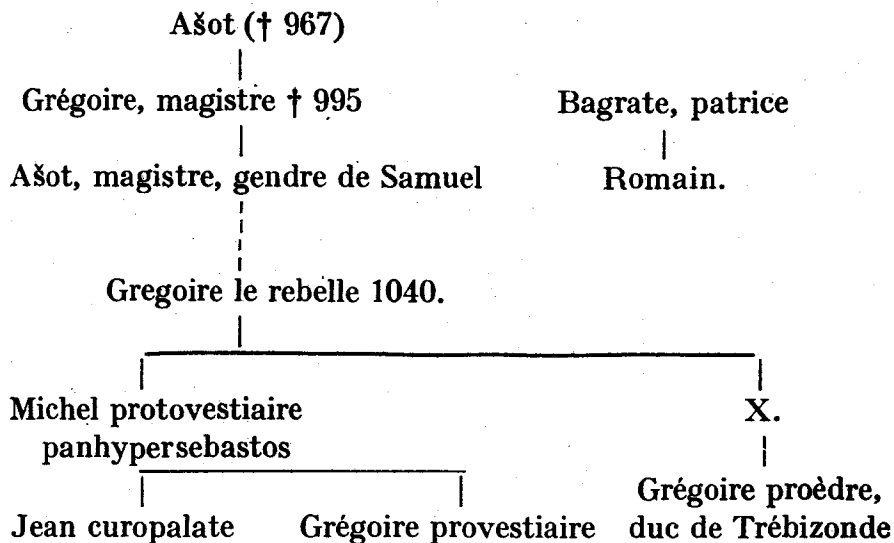 Ašot († 967)
Grégoire, magistre † 995
Bagrate, patrice
Ašot, magistre, gendre de Samuel
Romain.
Gregoire le rebelle 1040.
Michel protovestiaire
panhypersebastos
X.
Jean curopalate
Grégoire provestiaire
Grégoire proèdre,
duc de Trébizonde